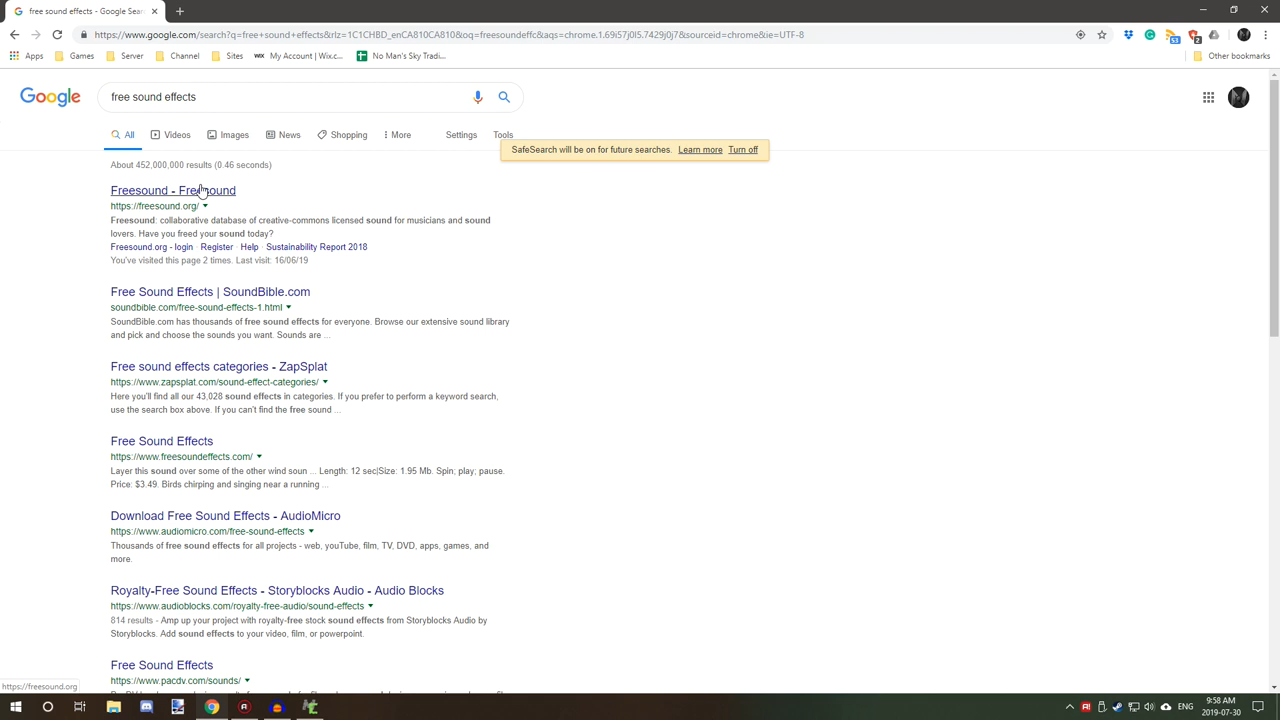 free sound effects - Google Sear
https://www.google.com/search?q=free+sound+effects&rlz=1C1CHBD_enCA810CA810&oq=freesoundeffc&aqs=chrome.1.69i57j0l5.7429j0j7&sourceid=chrome&ie=UTF-8
Apps Games Server Channel Sites WiX My Account | Wix.c... No Man's Sky Tradi... Other bookmarks
Google free sound effects
All Videos Images News Shopping More Settings Tools
SafeSearch will be on for future searches. Learn more Turn off
About 452,000,000 results (0.46 seconds)
Freesound - Freesound
https://freesound.org/
Freesound: collaborative database of creative-commons licensed sound for musicians and sound
lovers. Have you freed your sound today?
Freesound.org - login · Register · Help · Sustainability Report 2018
You've visited this page 2 times. Last visit: 16/06/19
Free Sound Effects | SoundBible.com
soundbible.com/free-sound-effects-1.html
SoundBible.com has thousands of free sound effects for everyone. Browse our extensive sound library
and pick and choose the sounds you want. Sounds are ...
Free sound effects categories - ZapSplat
https://www.zapsplat.com/sound-effect-categories/
Here you'll find all our 43,028 sound effects in categories. If you prefer to perform a keyword search,
use the search box above. If you can't find the free sound ...
Free Sound Effects
https://www.freesoundeffects.com/
Layer this sound over some of the other wind soun ... Length: 12 sec|Size: 1.95 Mb. Spin; play; pause.
Price: $3.49. Birds chirping and singing near a running ...
Download Free Sound Effects - AudioMicro
https://www.audiomicro.com/free-sound-effects
Thousands of free sound effects for all projects - web, youTube, film, TV, DVD, apps, games, and
more.
Royalty-Free Sound Effects - Storyblocks Audio - Audio Blocks
https://www.audioblocks.com/royalty-free-audio/sound-effects
814 results - Amp up your project with royalty-free stock sound effects from Storyblocks Audio by
Storyblocks. Add sound effects to your video, film, or powerpoint.
Free Sound Effects
https://www.pacdv.com/sounds/
https://freesound.org
ENG 9:58 AM
2019-07-30